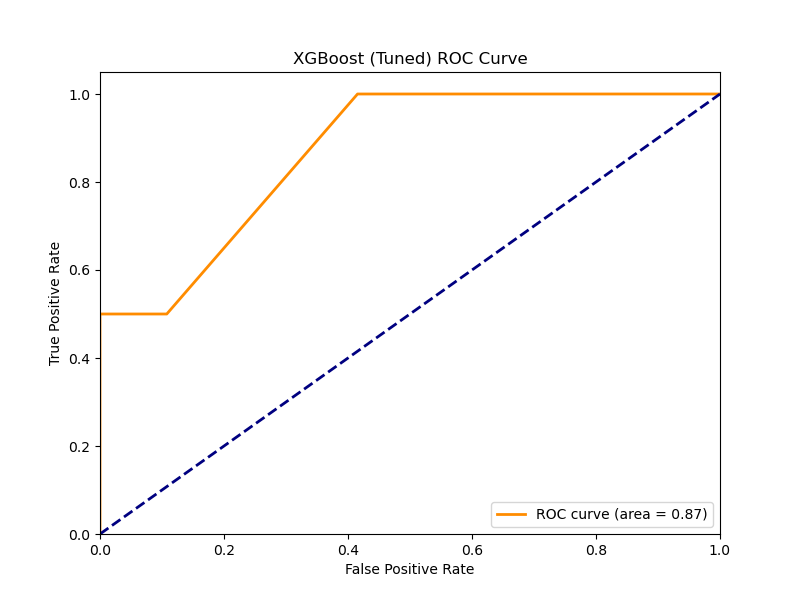 XGBoost (Tuned) ROC Curve
1.0
0.8
0.6
0.4
0.2
0.0
True Positive Rate
ROC curve (area = 0.87)
0.0 0.2 0.4 0.6 0.8 1.0
False Positive Rate